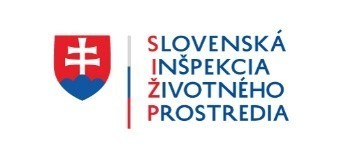 SLOVENSKÁ
INŠPEKCIA
ŽIVOTNÉHO
PROSTREDIA